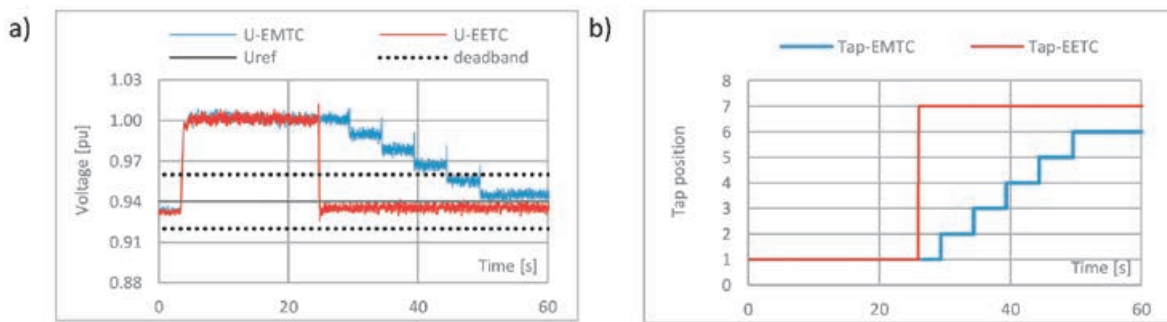 a)
U-EMTC U-EETC
Uref deadband
1.03
1.00
0.96
0.94
0.91
0.88
Voltage [pu]
Time [s]
0 20 40 60
b)
Tap-EMTC Tap-EETC
8
7
6
5
4
3
2
1
0
Tap position
Time [s]
0 20 40 60